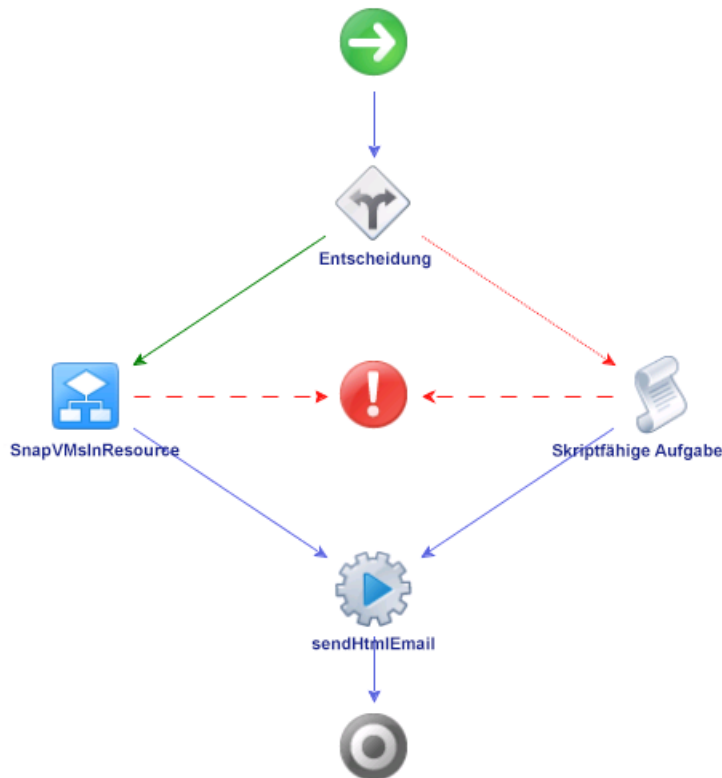 Entscheidung
SnapVMsInResource
Skriptfähige Aufgabe
sendHtmlEmail